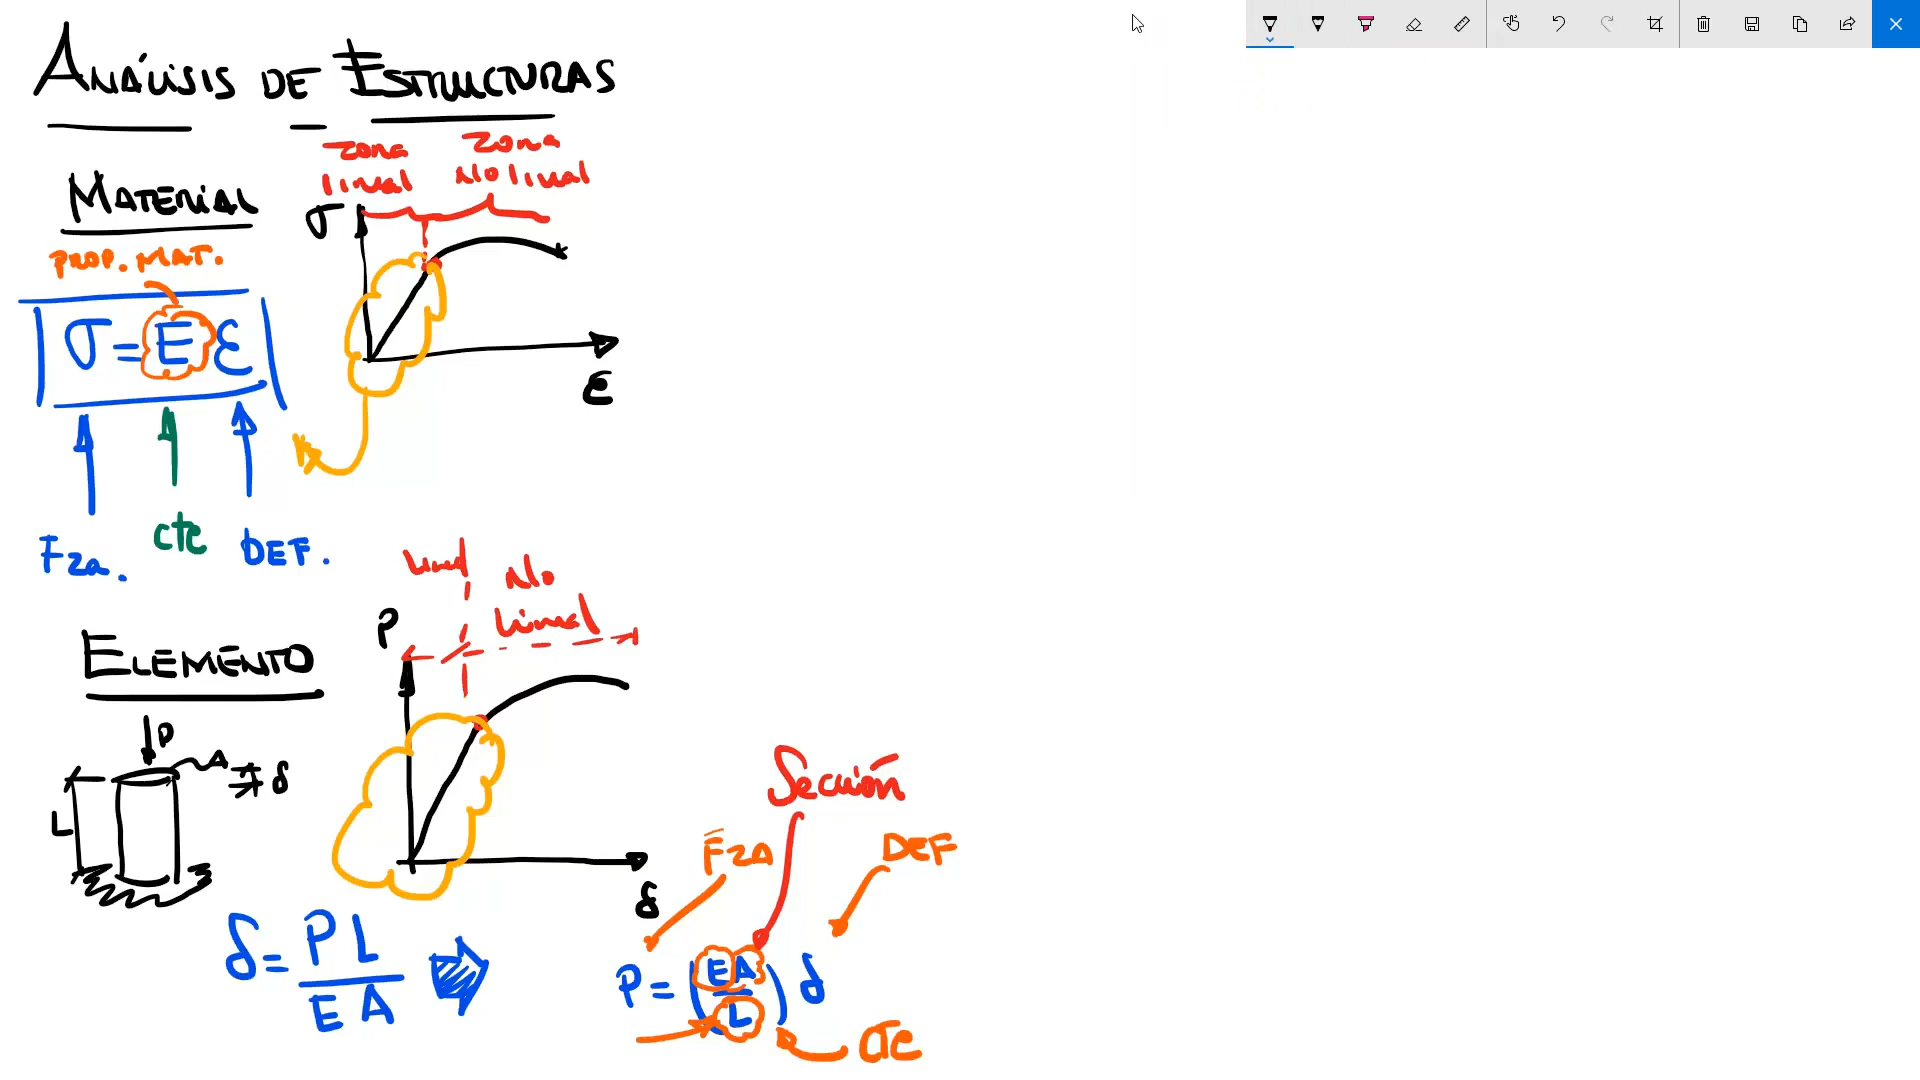 ANÁLISIS DE ESTRUCTURAS
zona lineal
zona No lineal
MATERIAL
σ
PROP. MAT.
σ = E ε
ε
Fza.
cte
DEF.
lineal
No lineal
P
ELEMENTO
P
A
δ
L
δ
Sección
FZA
DEF
δ = PL / EA
P = (EA / L) δ
CTE